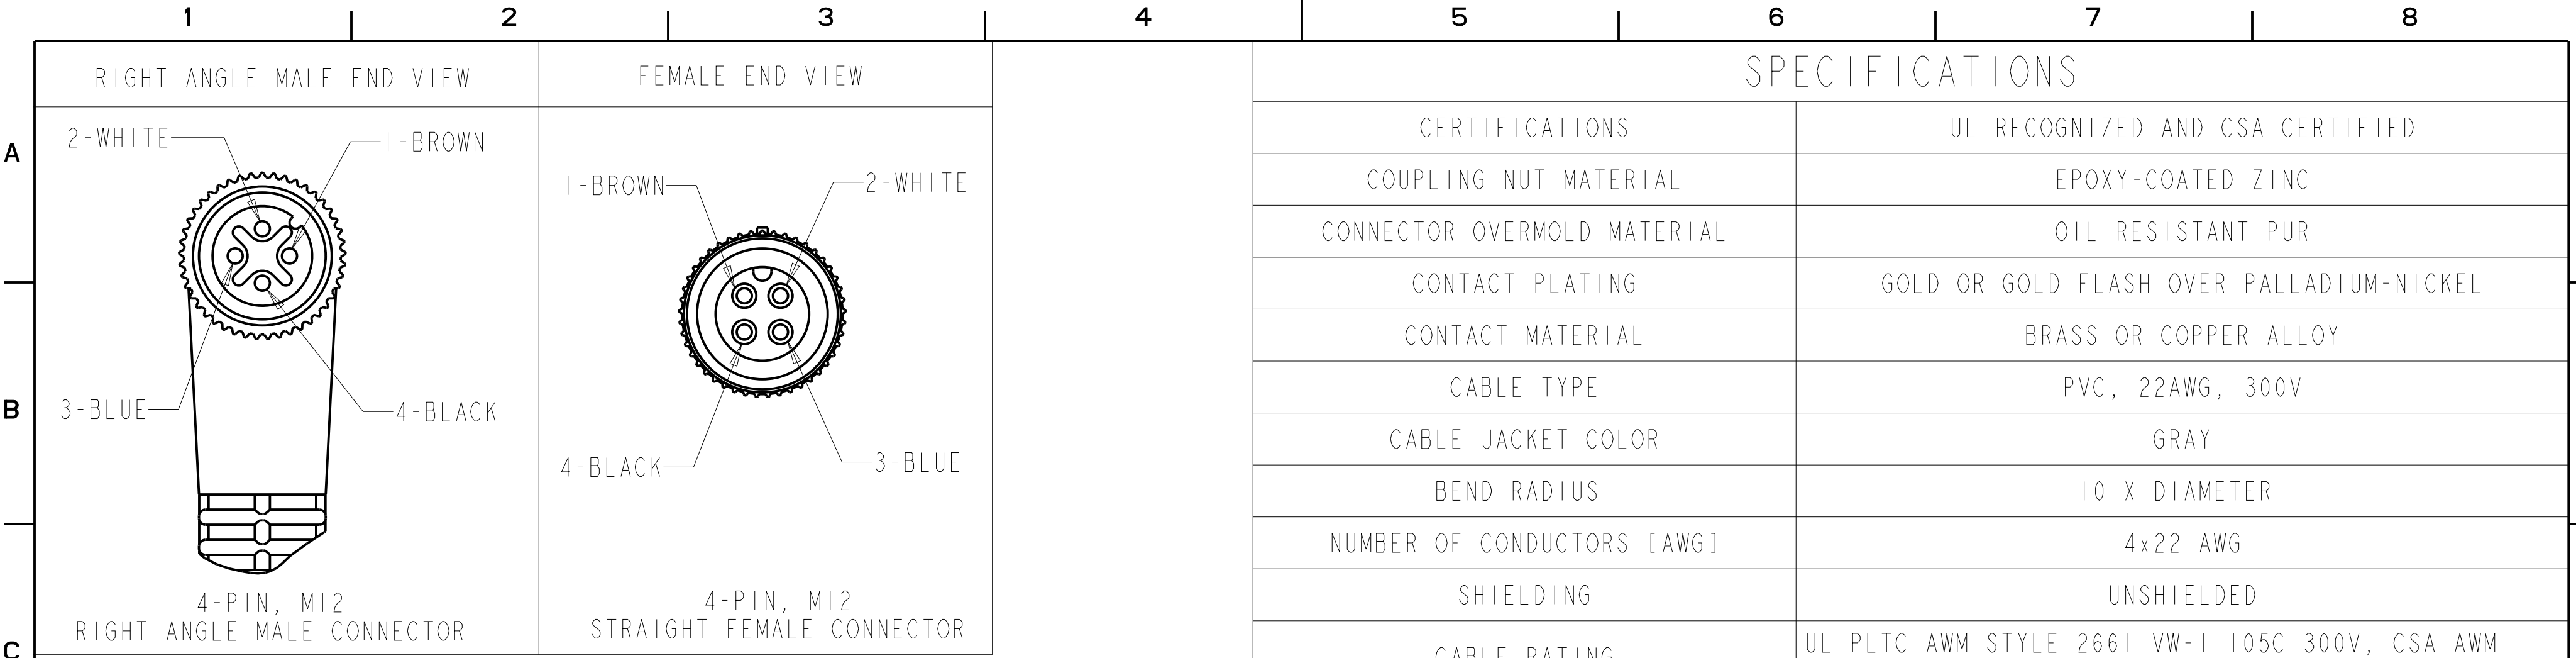 1 2 3 4 5 6 7 8
A
B
C
RIGHT ANGLE MALE END VIEW
2-WHITE
1-BROWN
3-BLUE
4-BLACK
4-PIN, M12
RIGHT ANGLE MALE CONNECTOR
FEMALE END VIEW
1-BROWN
2-WHITE
4-BLACK
3-BLUE
4-PIN, M12
STRAIGHT FEMALE CONNECTOR
SPECIFICATIONS
CERTIFICATIONS UL RECOGNIZED AND CSA CERTIFIED
COUPLING NUT MATERIAL EPOXY-COATED ZINC
CONNECTOR OVERMOLD MATERIAL OIL RESISTANT PUR
CONTACT PLATING GOLD OR GOLD FLASH OVER PALLADIUM-NICKEL
CONTACT MATERIAL BRASS OR COPPER ALLOY
CABLE TYPE PVC, 22AWG, 300V
CABLE JACKET COLOR GRAY
BEND RADIUS 10 X DIAMETER
NUMBER OF CONDUCTORS [AWG] 4x22 AWG
SHIELDING UNSHIELDED
CABLE RATING UL PLTC AWM STYLE 2661 VW-1 105C 300V, CSA AWM